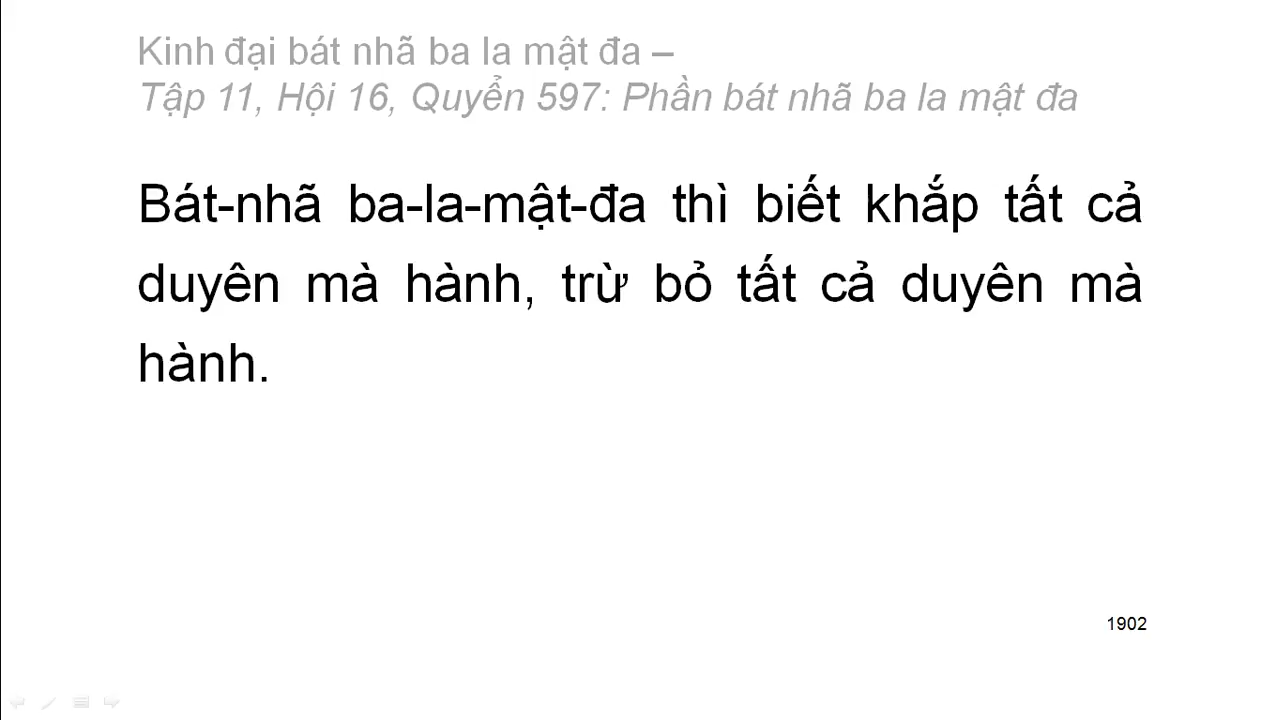 Kinh đại bát nhã ba la mật đa –
Tập 11, Hội 16, Quyển 597: Phần bát nhã ba la mật đa
Bát-nhã ba-la-mật-đa thì biết khắp tất cả
duyên mà hành, trừ bỏ tất cả duyên mà
hành.
1902